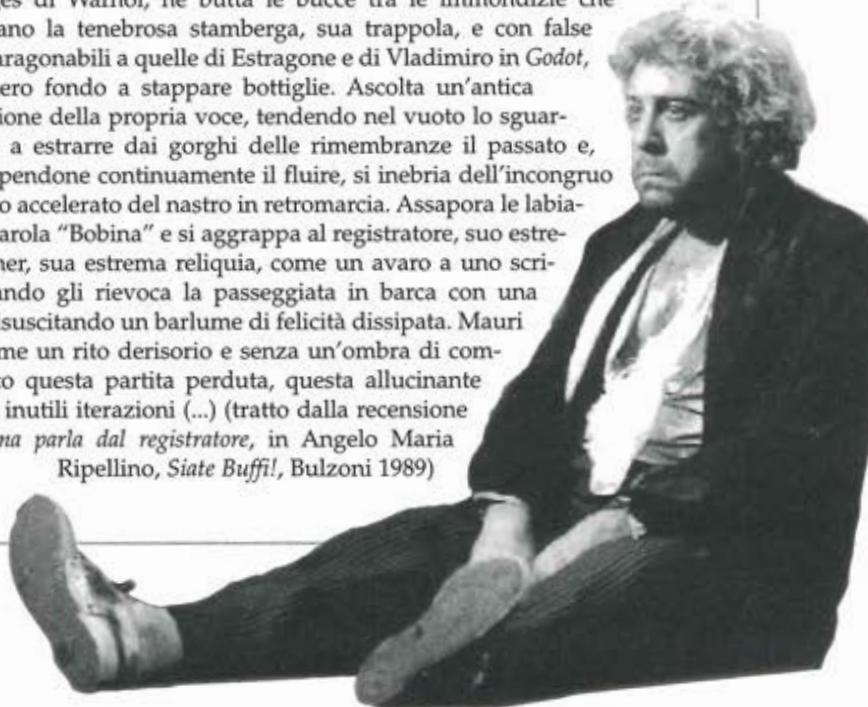 di Warhol, ne butta le bucce tra le immondizie che
ano la tenebrosa stamberga, sua trappola, e con false
aragonabili a quelle di Estragone e di Vladimiro in Godot,
ero fondo a stappare bottiglie. Ascolta un'antica
ione della propria voce, tendendo nel vuoto lo sguar-
a estrarre dai gorghi delle rimembranze il passato e,
pendone continuamente il fluire, si inebria dell'incongruo
o accelerato del nastro in retromarcia. Assapora le labia-
arola "Bobina" e si aggrappa al registratore, suo estre-
ner, sua estrema reliquia, come un avaro a uno scri-
ando gli rievoca la passeggiata in barca con una
suscitando un barlume di felicità dissipata. Mauri
me un rito derisorio e senza un'ombra di com-
to questa partita perduta, questa allucinante
inutili iterazioni (...) (tratto dalla recensione
na parla dal registratore, in Angelo Maria
Ripellino, Siate Buffi!, Bulzoni 1989)